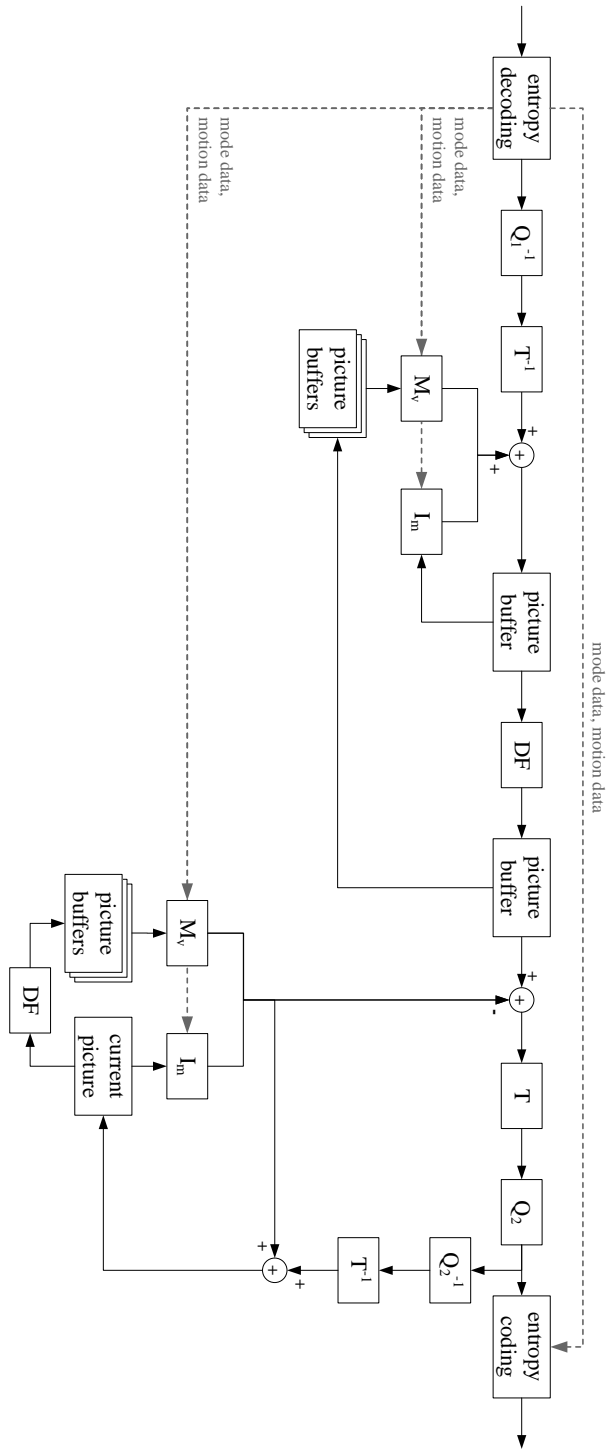 mode data, motion data
entropy
decoding
Q₁⁻¹
T⁻¹
+
+
+
picture
buffer
DF
picture
buffer
+
+
-
T
Q₂
entropy
coding
mode data,
motion data
Mᵥ
Iₘ
picture
buffers
mode data,
motion data
Q₂⁻¹
T⁻¹
+
+
+
Mᵥ
Iₘ
picture
buffers
current
picture
DF